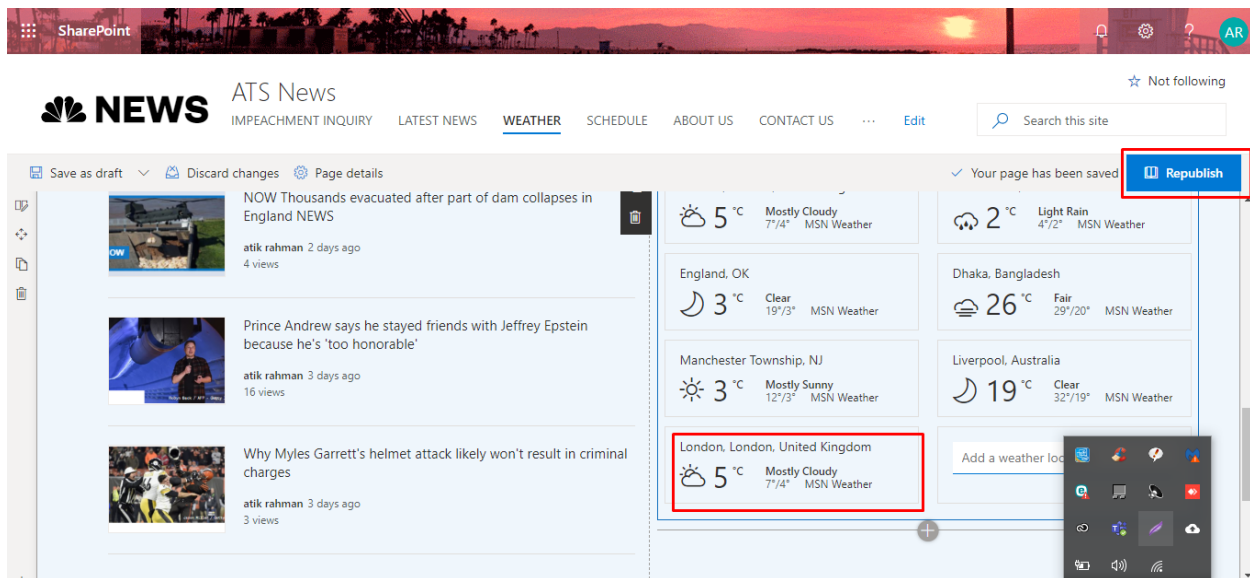 SharePoint
AR
Not following
NEWS
ATS News
IMPEACHMENT INQUIRY LATEST NEWS WEATHER SCHEDULE ABOUT US CONTACT US ... Edit
Search this site
Save as draft Discard changes Page details
Your page has been saved
Republish
NOW Thousands evacuated after part of dam collapses in
England NEWS
atik rahman 2 days ago
4 views
OW
Prince Andrew says he stayed friends with Jeffrey Epstein
because he's 'too honorable'
atik rahman 3 days ago
16 views
Why Myles Garrett's helmet attack likely won't result in criminal
charges
atik rahman 3 days ago
3 views
5 °C Mostly Cloudy
7°/4° MSN Weather
2 °C Light Rain
4°/2° MSN Weather
England, OK
3 °C Clear
19°/3° MSN Weather
Dhaka, Bangladesh
26 °C Fair
29°/20° MSN Weather
Manchester Township, NJ
3 °C Mostly Sunny
12°/3° MSN Weather
Liverpool, Australia
19 °C Clear
32°/19° MSN Weather
London, London, United Kingdom
5 °C Mostly Cloudy
7°/4° MSN Weather
Add a weather loc